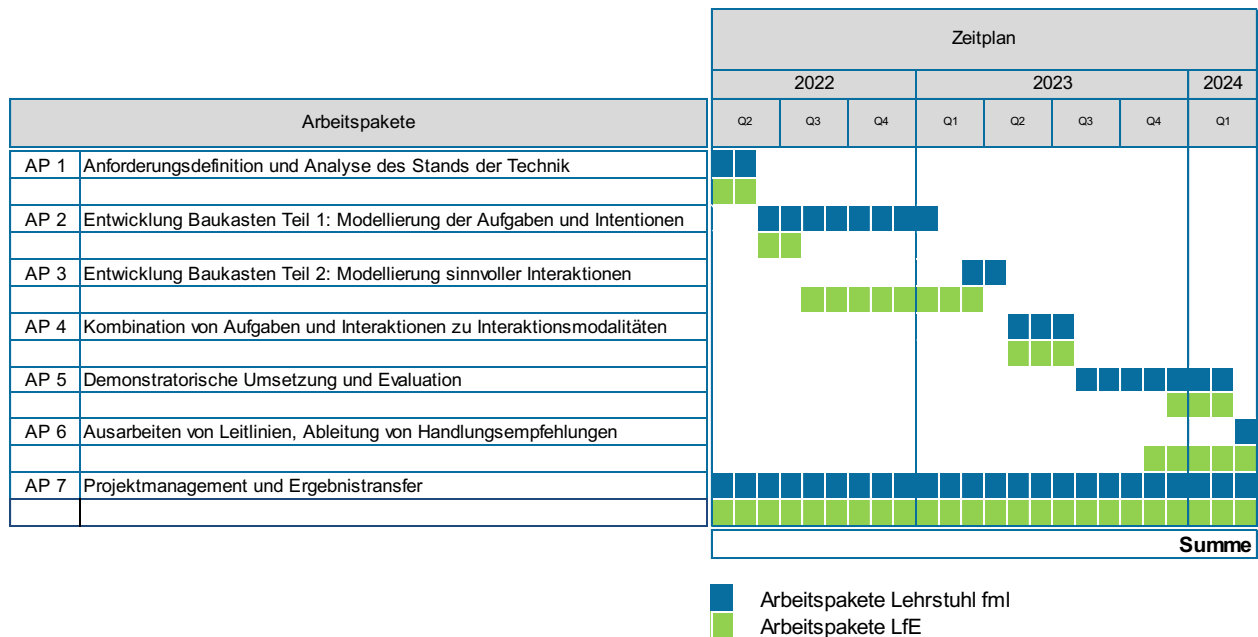 Zeitplan
2022 2023 2024
Arbeitspakete Q2 Q3 Q4 Q1 Q2 Q3 Q4 Q1
AP 1 Anforderungsdefinition und Analyse des Stands der Technik
AP 2 Entwicklung Baukasten Teil 1: Modellierung der Aufgaben und Intentionen
AP 3 Entwicklung Baukasten Teil 2: Modellierung sinnvoller Interaktionen
AP 4 Kombination von Aufgaben und Interaktionen zu Interaktionsmodalitäten
AP 5 Demonstratorische Umsetzung und Evaluation
AP 6 Ausarbeiten von Leitlinien, Ableitung von Handlungsempfehlungen
AP 7 Projektmanagement und Ergebnistransfer
Summe
Arbeitspakete Lehrstuhl fml
Arbeitspakete LfE